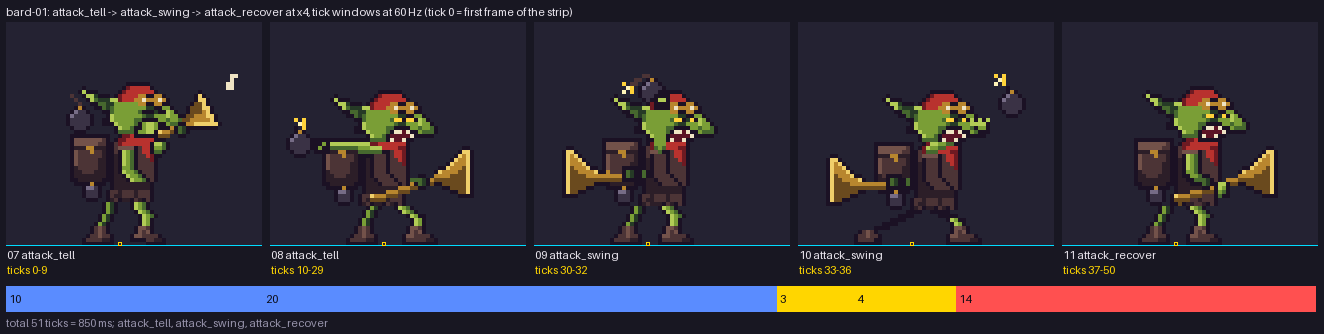 bard-01: attack_tell -> attack_swing -> attack_recover at x4, tick windows at 60 Hz (tick 0 = first frame of the strip)
07 attack_tell
ticks 0-9
08 attack_tell
ticks 10-29
09 attack_swing
ticks 30-32
10 attack_swing
ticks 33-36
11 attack_recover
ticks 37-50
10 20 3 4 14
total 51 ticks = 850 ms; attack_tell, attack_swing, attack_recover